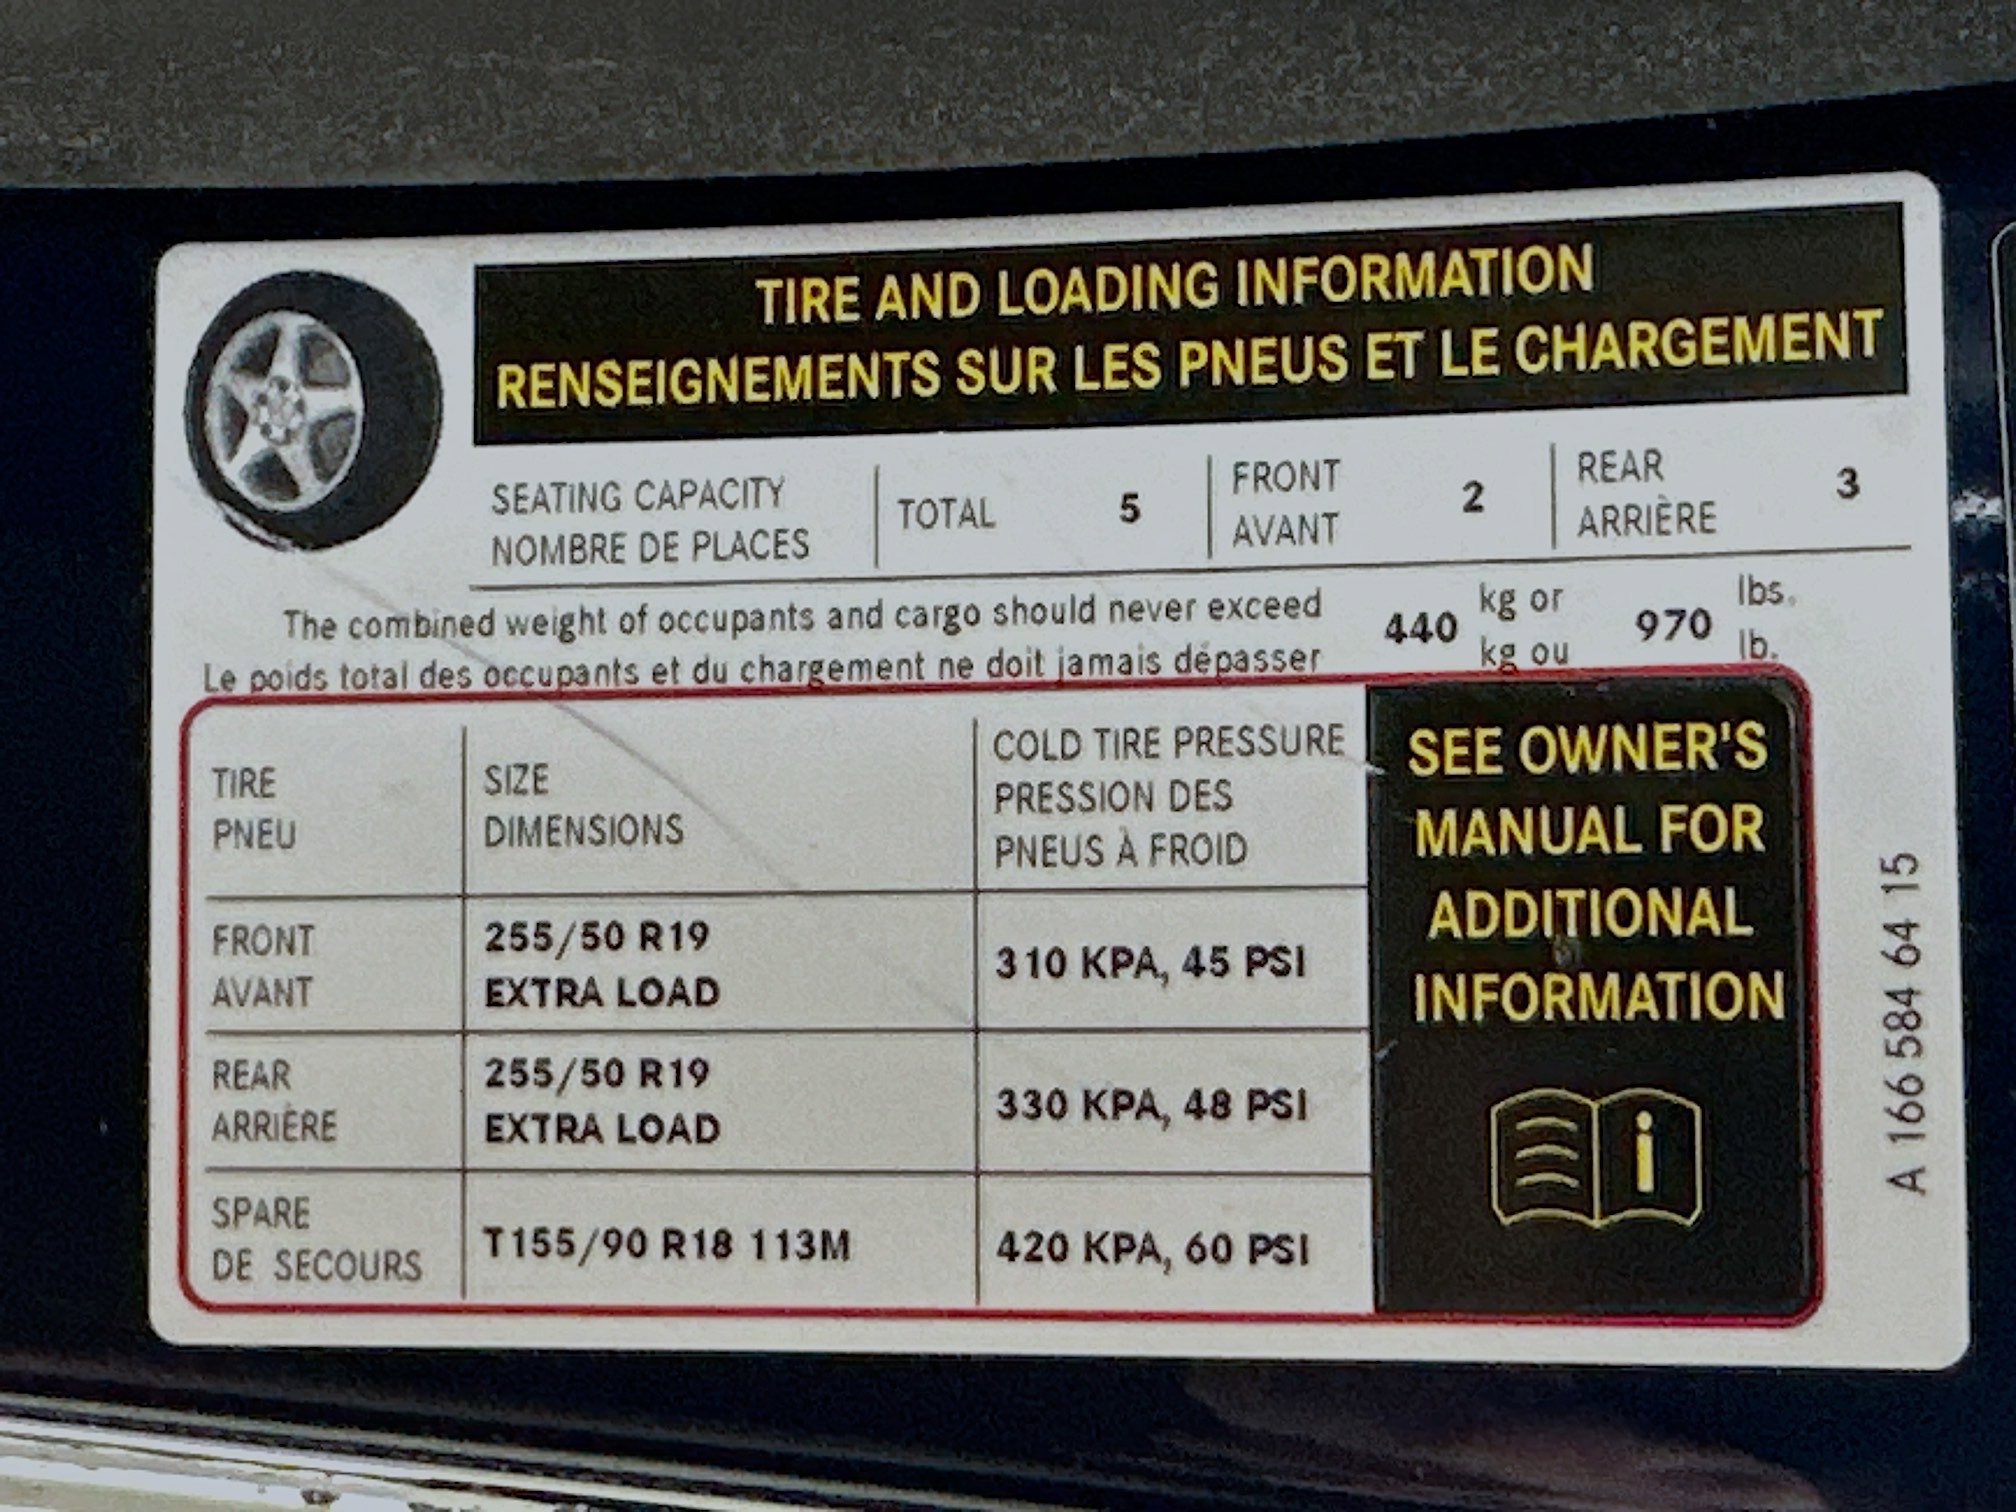 TIRE AND LOADING INFORMATION
RENSEIGNEMENTS SUR LES PNEUS ET LE CHARGEMENT
SEATING CAPACITY
NOMBRE DE PLACES
TOTAL 5
FRONT
AVANT
2
REAR
ARRIÈRE
3
The combined weight of occupants and cargo should never exceed 440 kg or 970 lbs.
Le poids total des occupants et du chargement ne doit jamais dépasser kg ou lb.
TIRE
PNEU
SIZE
DIMENSIONS
COLD TIRE PRESSURE
PRESSION DES
PNEUS À FROID
FRONT
AVANT
255/50 R19
EXTRA LOAD
310 KPA, 45 PSI
REAR
ARRIÈRE
255/50 R19
EXTRA LOAD
330 KPA, 48 PSI
SPARE
DE SECOURS
T155/90 R18 113M
420 KPA, 60 PSI
SEE OWNER'S
MANUAL FOR
ADDITIONAL
INFORMATION
i
A 166 584 64 15